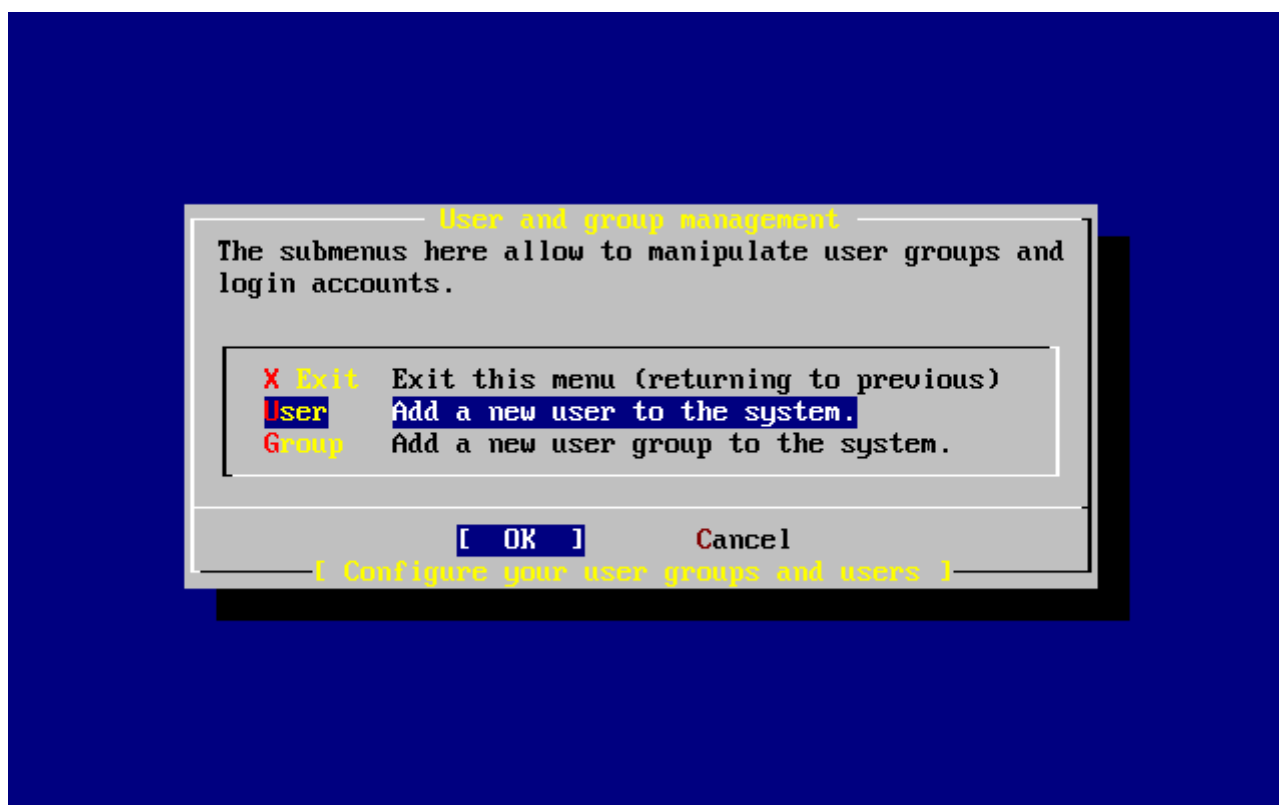 User and group management
The submenus here allow to manipulate user groups and
login accounts.
X Exit Exit this menu (returning to previous)
User Add a new user to the system.
Group Add a new user group to the system.
[ OK ] Cancel
[ Configure your user groups and users ]